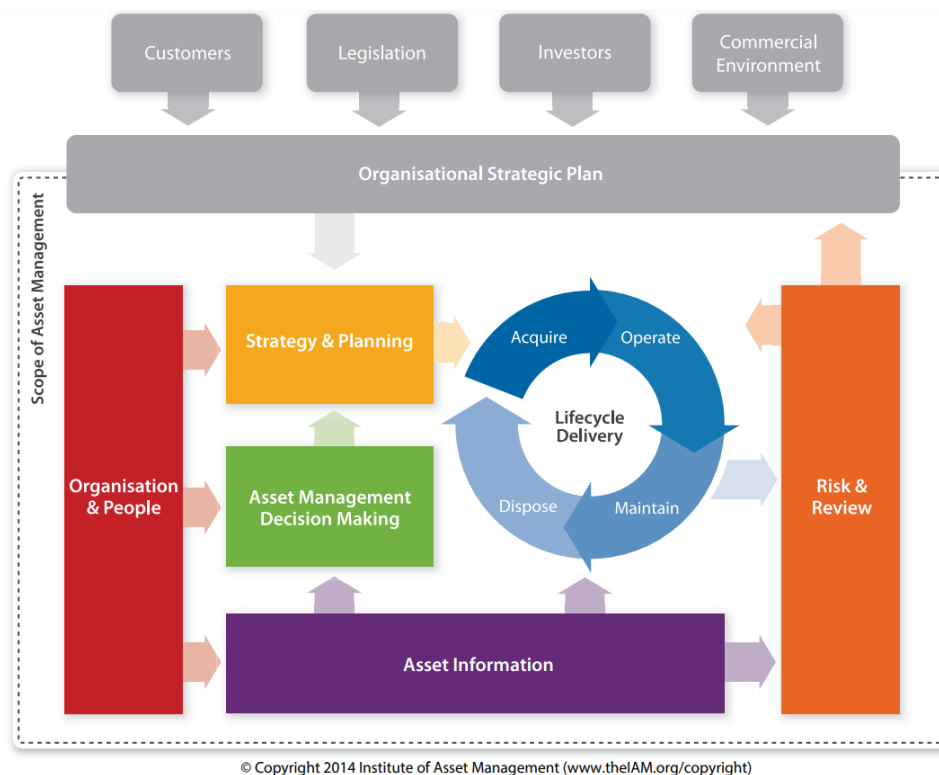 Customers
Legislation
Investors
Commercial
Environment
Organisational Strategic Plan
Scope of Asset Management
Strategy & Planning
Acquire
Operate
Lifecycle
Delivery
Organisation
& People
Asset Management
Decision Making
Dispose
Maintain
Risk &
Review
Asset Information
© Copyright 2014 Institute of Asset Management (www.theIAM.org/copyright)